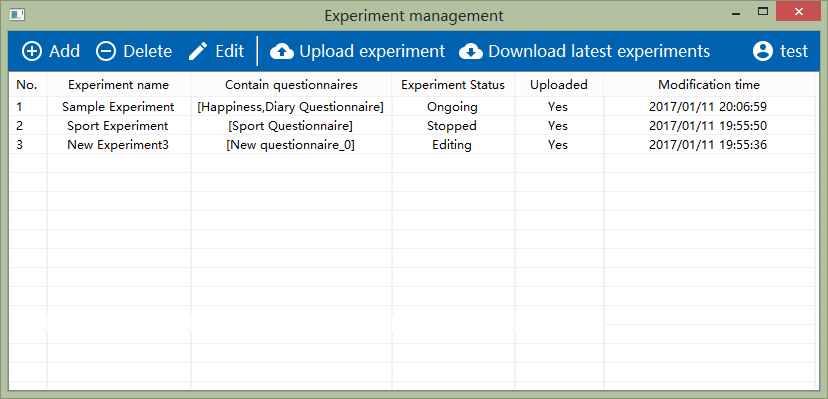 Experiment management
Add Delete Edit Upload experiment Download latest experiments test
No. Experiment name Contain questionnaires Experiment Status Uploaded Modification time
1 Sample Experiment [Happiness,Diary Questionnaire] Ongoing Yes 2017/01/11 20:06:59
2 Sport Experiment [Sport Questionnaire] Stopped Yes 2017/01/11 19:55:50
3 New Experiment3 [New questionnaire_0] Editing Yes 2017/01/11 19:55:36